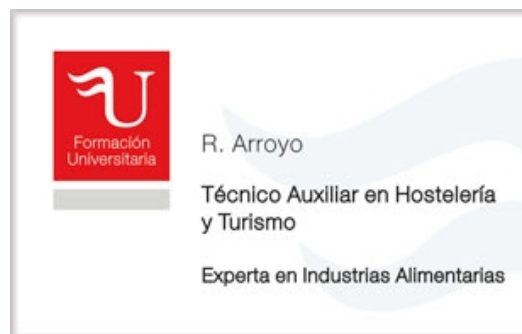 U
Formación
Universitaria
R. Arroyo
Técnico Auxiliar en Hostelería
y Turismo
Experta en Industrias Alimentarias